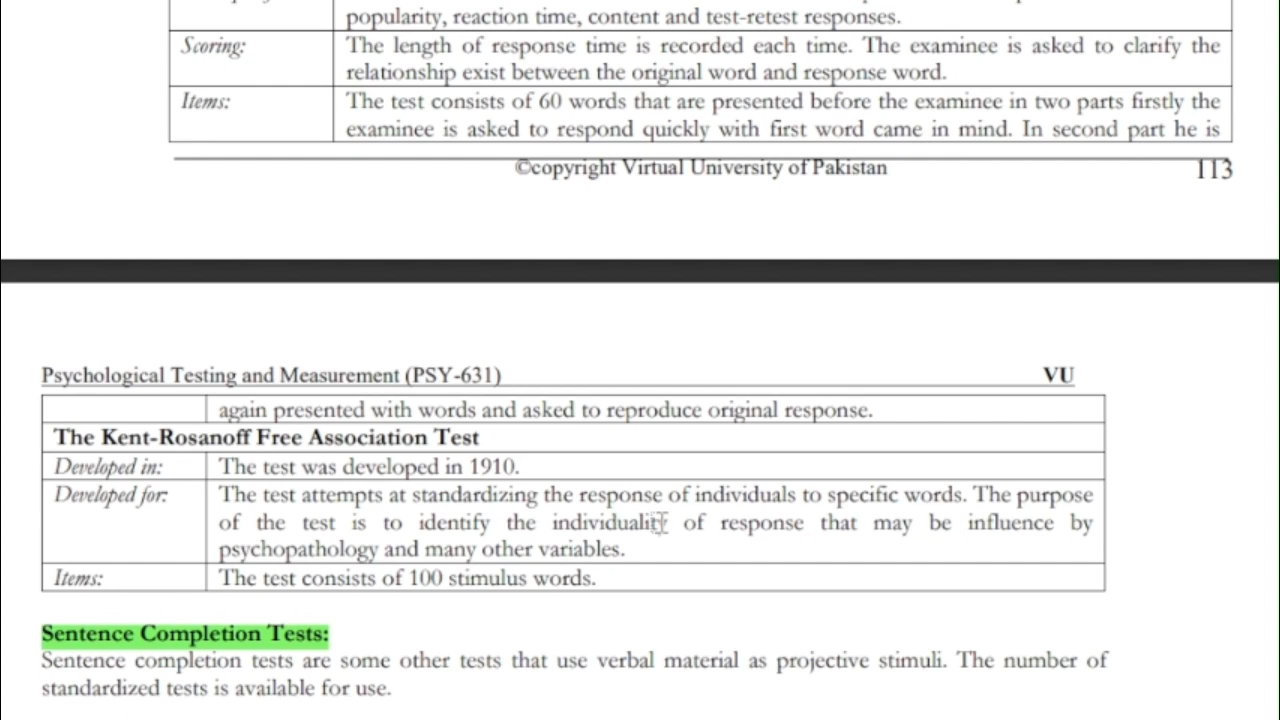 popularity, reaction time, content and test-retest responses.
Scoring: The length of response time is recorded each time. The examinee is asked to clarify the
relationship exist between the original word and response word.
Items: The test consists of 60 words that are presented before the examinee in two parts firstly the
examinee is asked to respond quickly with first word came in mind. In second part he is
©copyright Virtual University of Pakistan 113
Psychological Testing and Measurement (PSY-631) VU
again presented with words and asked to reproduce original response.
The Kent-Rosanoff Free Association Test
Developed in: The test was developed in 1910.
Developed for: The test attempts at standardizing the response of individuals to specific words. The purpose
of the test is to identify the individuality of response that may be influence by
psychopathology and many other variables.
Items: The test consists of 100 stimulus words.
Sentence Completion Tests:
Sentence completion tests are some other tests that use verbal material as projective stimuli. The number of
standardized tests is available for use.